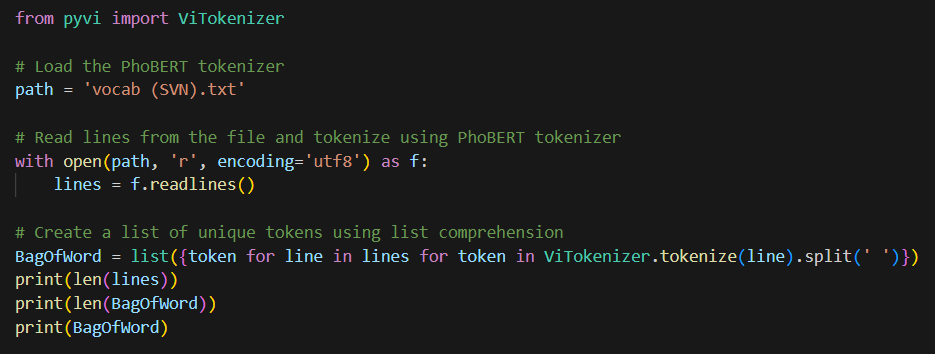 from pyvi import ViTokenizer
# Load the PhoBERT tokenizer
path = 'vocab (SVN).txt'
# Read lines from the file and tokenize using PhoBERT tokenizer
with open(path, 'r', encoding='utf8') as f:
    lines = f.readlines()
# Create a list of unique tokens using list comprehension
BagOfWord = list({token for line in lines for token in ViTokenizer.tokenize(line).split(' ')})
print(len(lines))
print(len(BagOfWord))
print(BagOfWord)